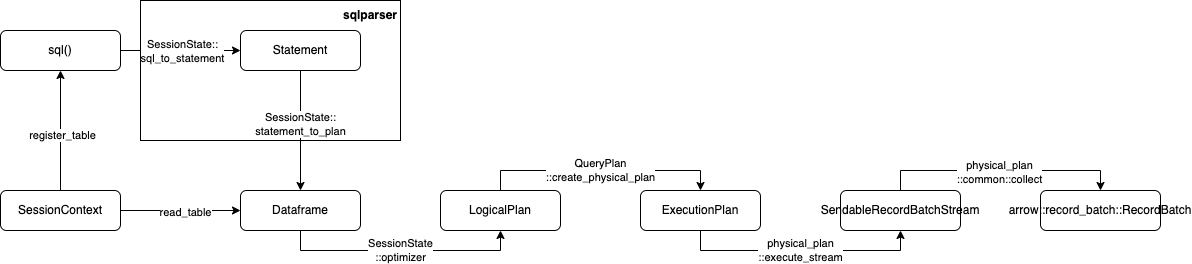 sqlparser
sql()
SessionState::
sql_to_statement
Statement
SessionState::
statement_to_plan
register_table
SessionContext
read_table
Dataframe
SessionState
::optimizer
LogicalPlan
QueryPlan
::create_physical_plan
ExecutionPlan
physical_plan
::execute_stream
SendableRecordBatchStream
physical_plan
::common::collect
arrow::record_batch::RecordBatch